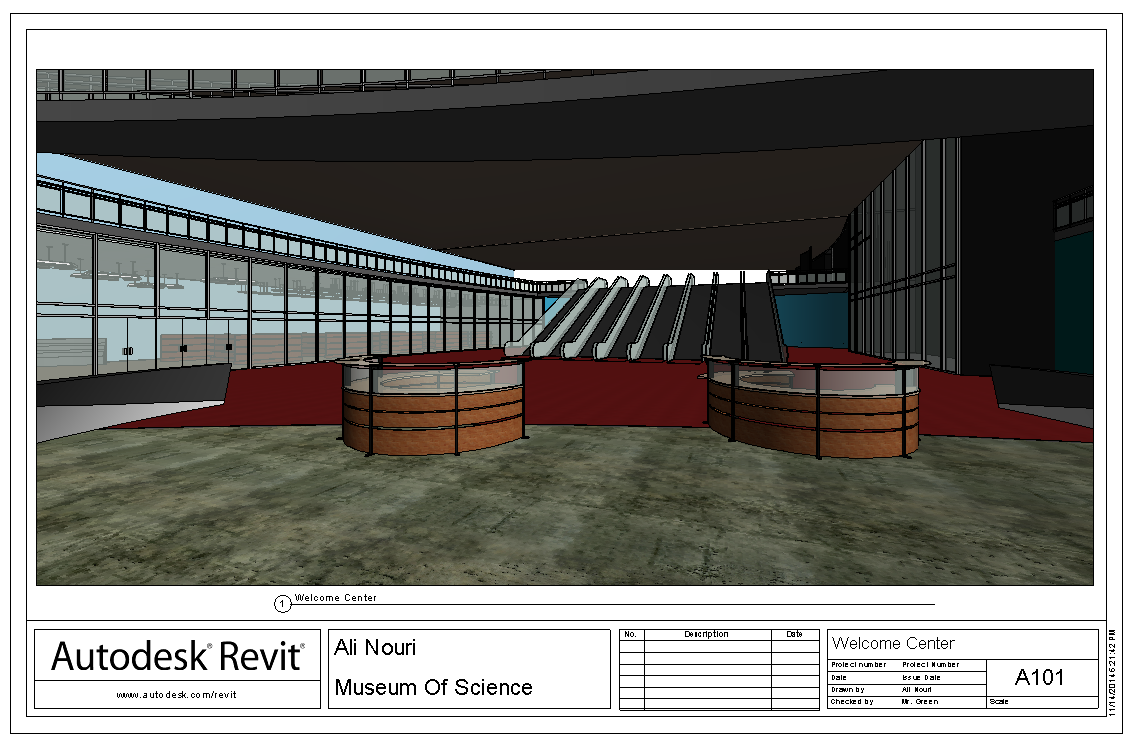 1 Welcome Center
Autodesk® Revit®
www.autodesk.com/revit
Ali Nouri
Museum Of Science
No. Description Date
Welcome Center
Project number Project Number
Date Issue Date
Drawn by Ali Nouri
Checked by Mr. Green
A101
Scale
11/14/2014 6:21:42 PM